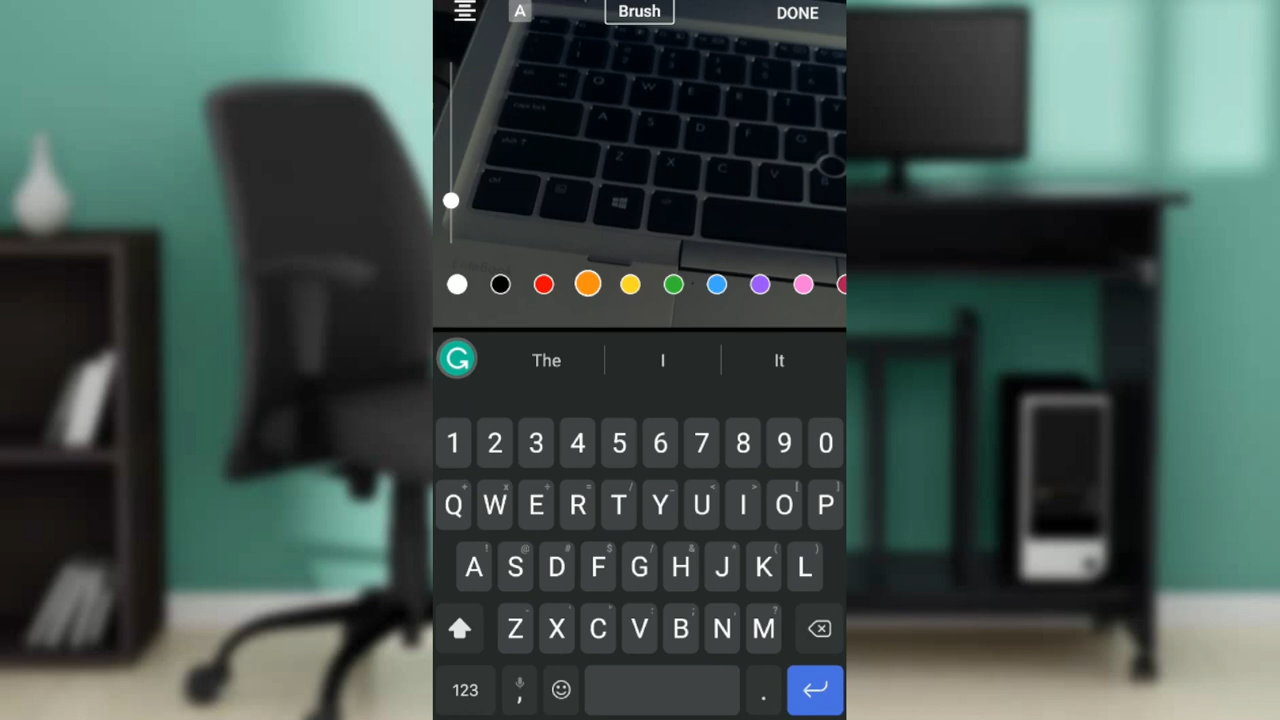 A Brush DONE
Q W E R T Y
A S D F G
Z X C V B
The I It
1 2 3 4 5 6 7 8 9 0
Q W E R T Y U I O P
A S D F G H J K L
Z X C V B N M
123 , .